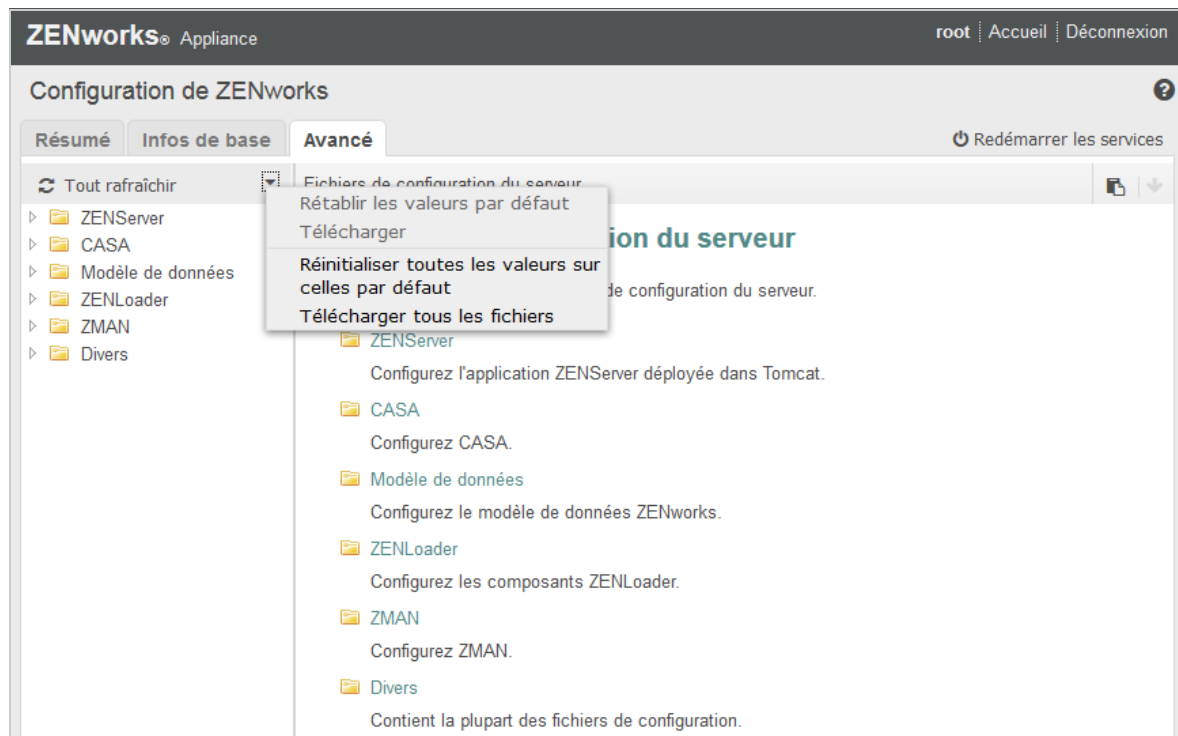 ZENworks® Appliance
root Accueil Déconnexion
Configuration de ZENworks
Résumé Infos de base Avancé Redémarrer les services
Tout rafraîchir
ZENServer
CASA
Modèle de données
ZENLoader
ZMAN
Divers
Fichiers de configuration du serveur
Rétablir les valeurs par défaut
Télécharger
Réinitialiser toutes les valeurs sur
celles par défaut
Télécharger tous les fichiers
ion du serveur
de configuration du serveur.
ZENServer
Configurez l'application ZENServer déployée dans Tomcat.
CASA
Configurez CASA.
Modèle de données
Configurez le modèle de données ZENworks.
ZENLoader
Configurez les composants ZENLoader.
ZMAN
Configurez ZMAN.
Divers
Contient la plupart des fichiers de configuration.